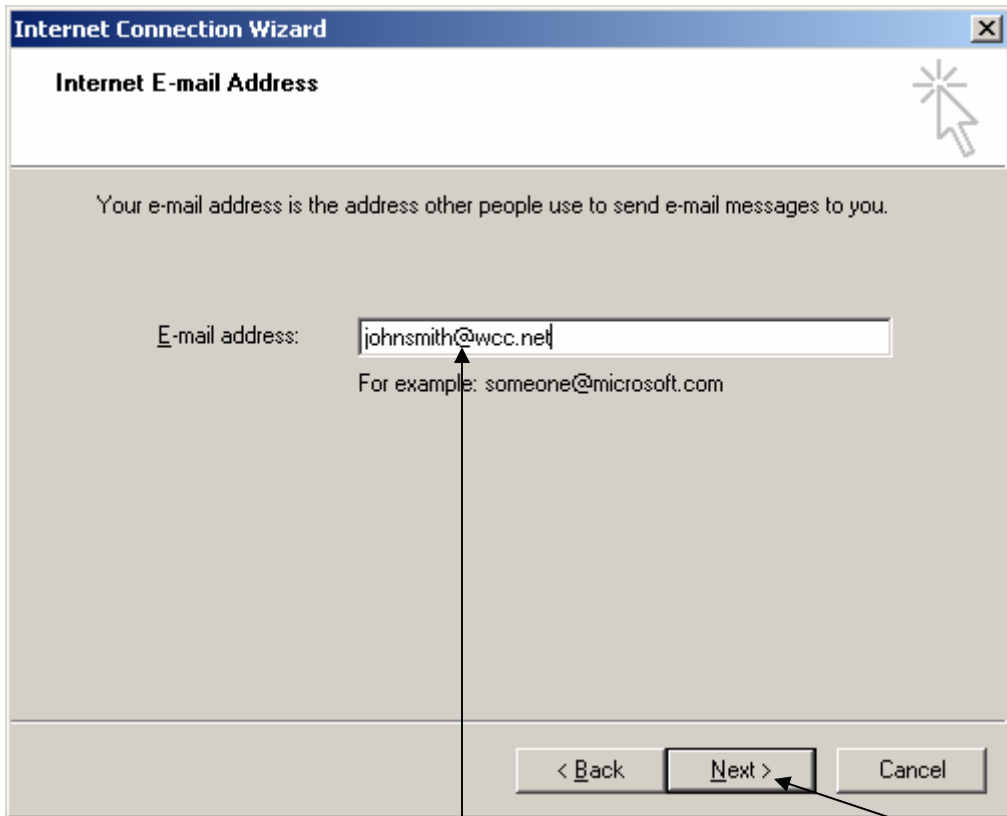 Internet Connection Wizard
Internet E-mail Address
Your e-mail address is the address other people use to send e-mail messages to you.
E-mail address: johnsmith@wcc.net
For example: someone@microsoft.com
< Back Next > Cancel